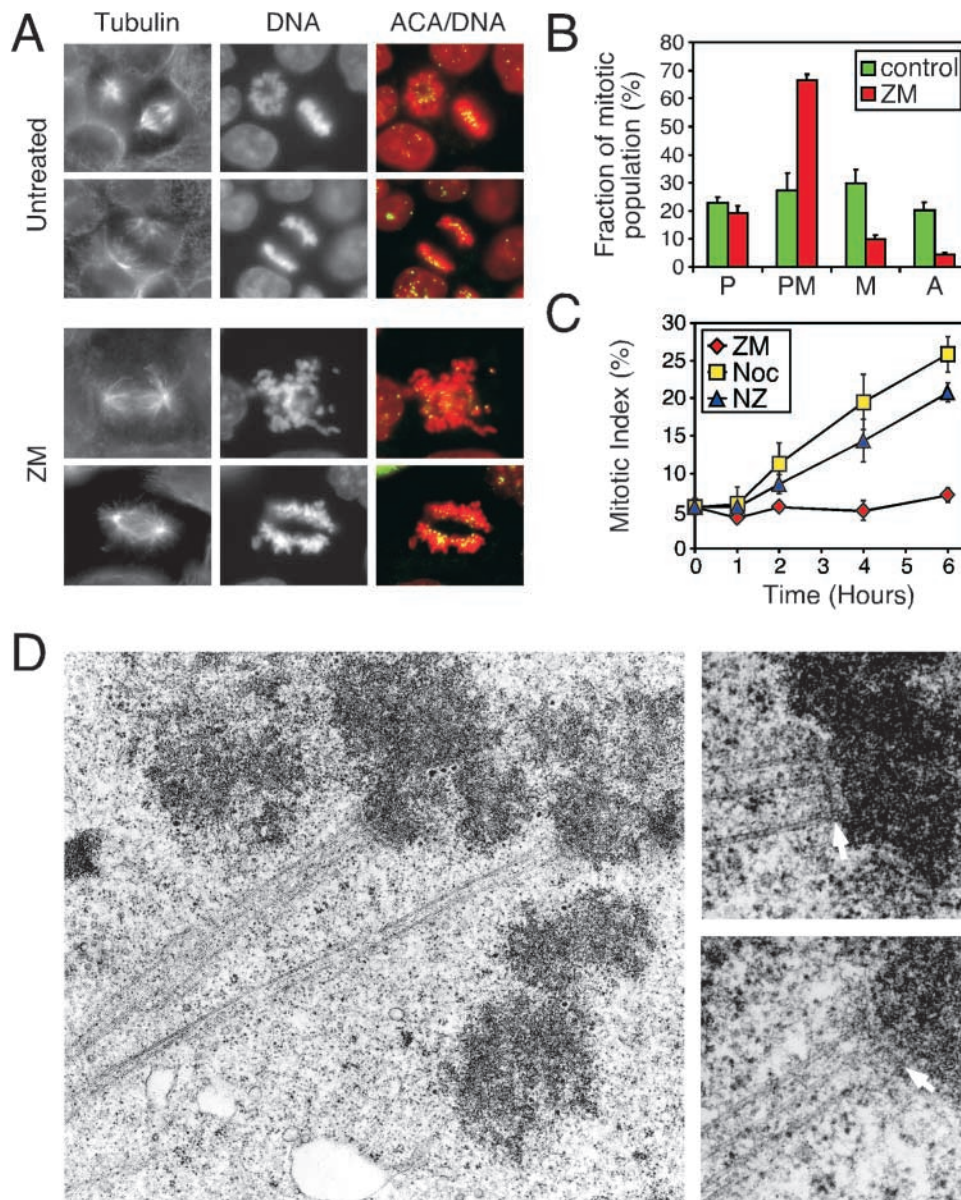 A
Tubulin
DNA
ACA/DNA
Untreated
ZM
B
Fraction of mitotic
population (%)
80
70
60
50
40
30
20
10
0
control
ZM
P
PM
M
A
C
Mitotic Index (%)
30
25
20
15
10
5
0
ZM
Noc
NZ
0
1
2
3
4
5
6
Time (Hours)
D